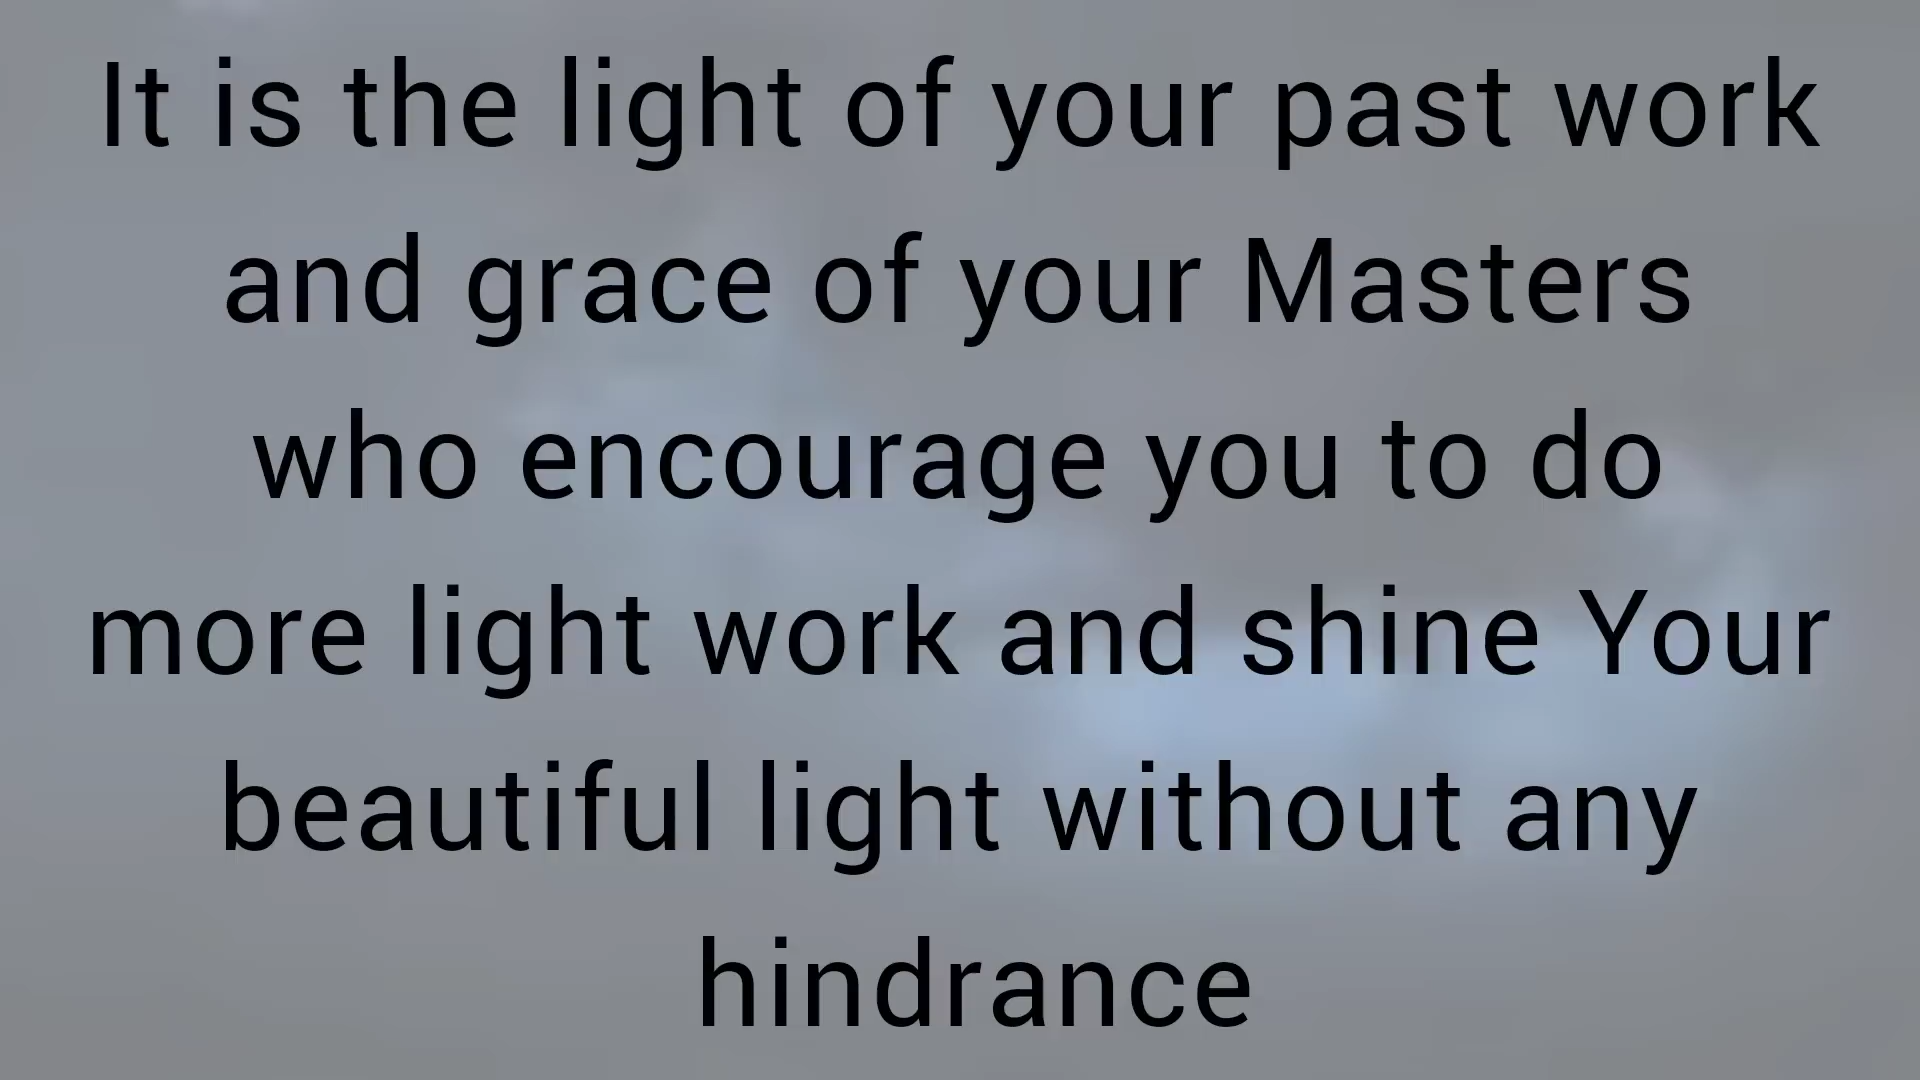 It is the light of your past work
and grace of your Masters
who encourage you to do
more light work and shine Your
beautiful light without any
hindrance